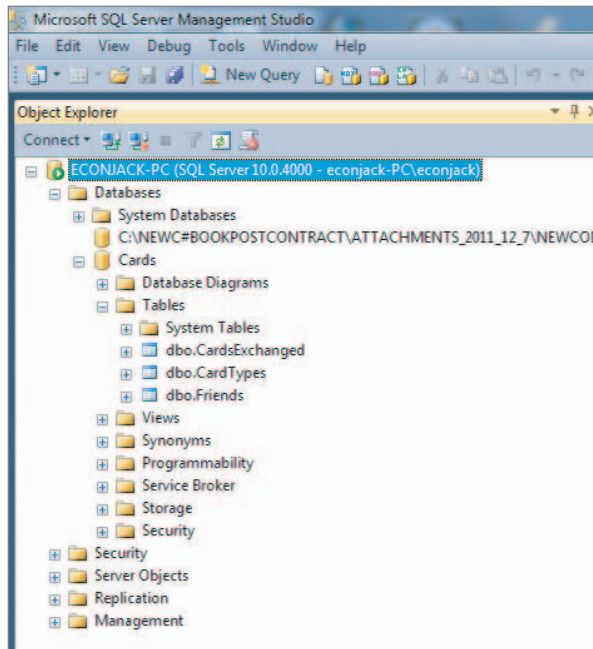 Microsoft SQL Server Management Studio
File Edit View Debug Tools Window Help
New Query
Object Explorer
Connect
ECONJACK-PC (SQL Server 10.0.4000 - econjack-PC\econjack)
Databases
System Databases
C:\NEWC#BOOKPOSTCONTRACT\ATTACHMENTS_2011_12_7\NEWCOD
Cards
Database Diagrams
Tables
System Tables
dbo.CardsExchanged
dbo.CardTypes
dbo.Friends
Views
Synonyms
Programmability
Service Broker
Storage
Security
Security
Server Objects
Replication
Management